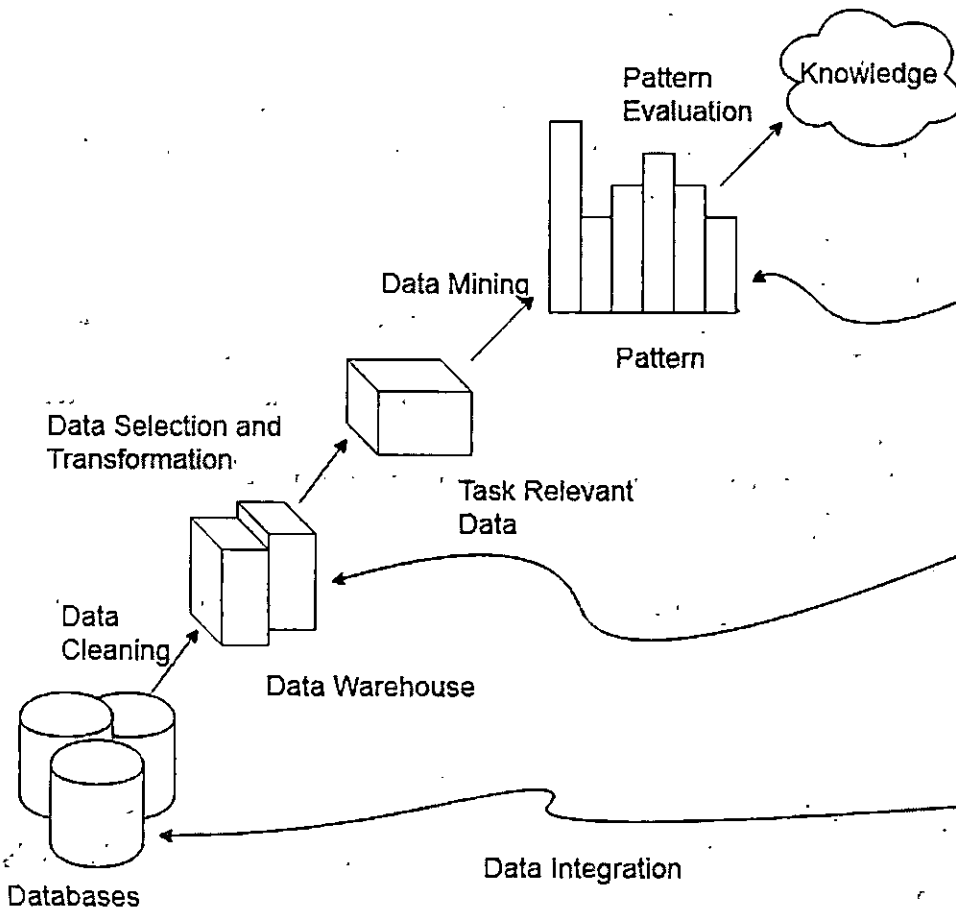 Knowledge
Pattern
Evaluation
Data Mining
Pattern
Data Selection and
Transformation
Task Relevant
Data
Data
Cleaning
Data Warehouse
Data Integration
Databases